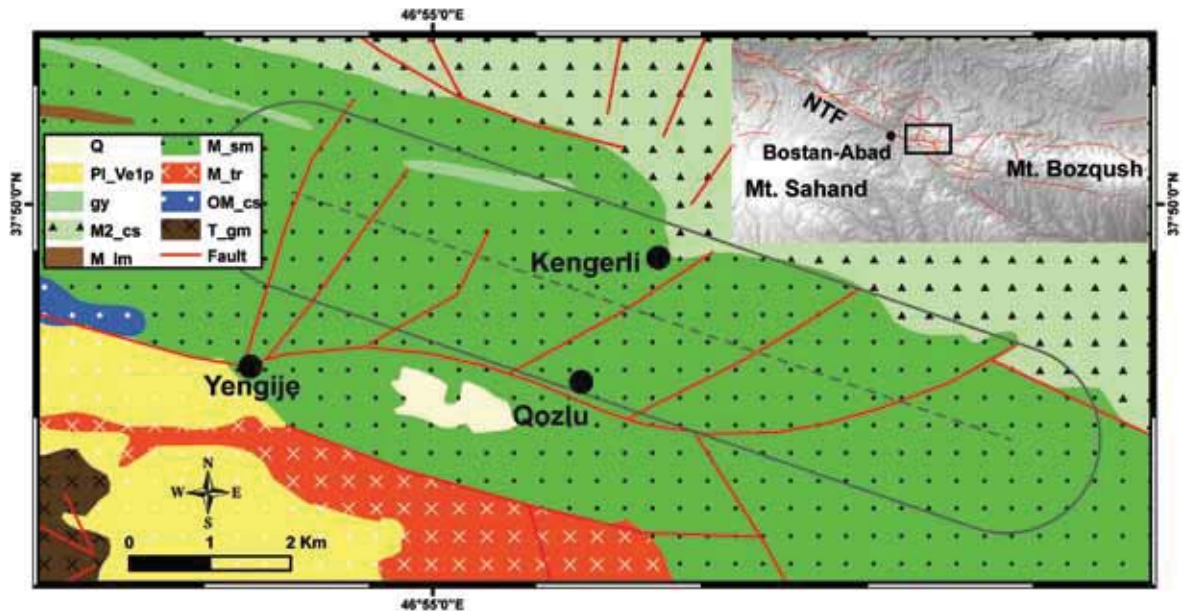 46°55'0"E
NTF
Bostan-Abad
Mt. Bozqush
Mt. Sahand
37°50'0"N
37°50'0"N
Q
M_sm
Pl_Ve1p
M_tr
gy
OM_cs
M2_cs
T_gm
M_lm
Fault
Kengerli
Yengije
Qozlu
N
W
E
S
0
1
2 Km
46°55'0"E